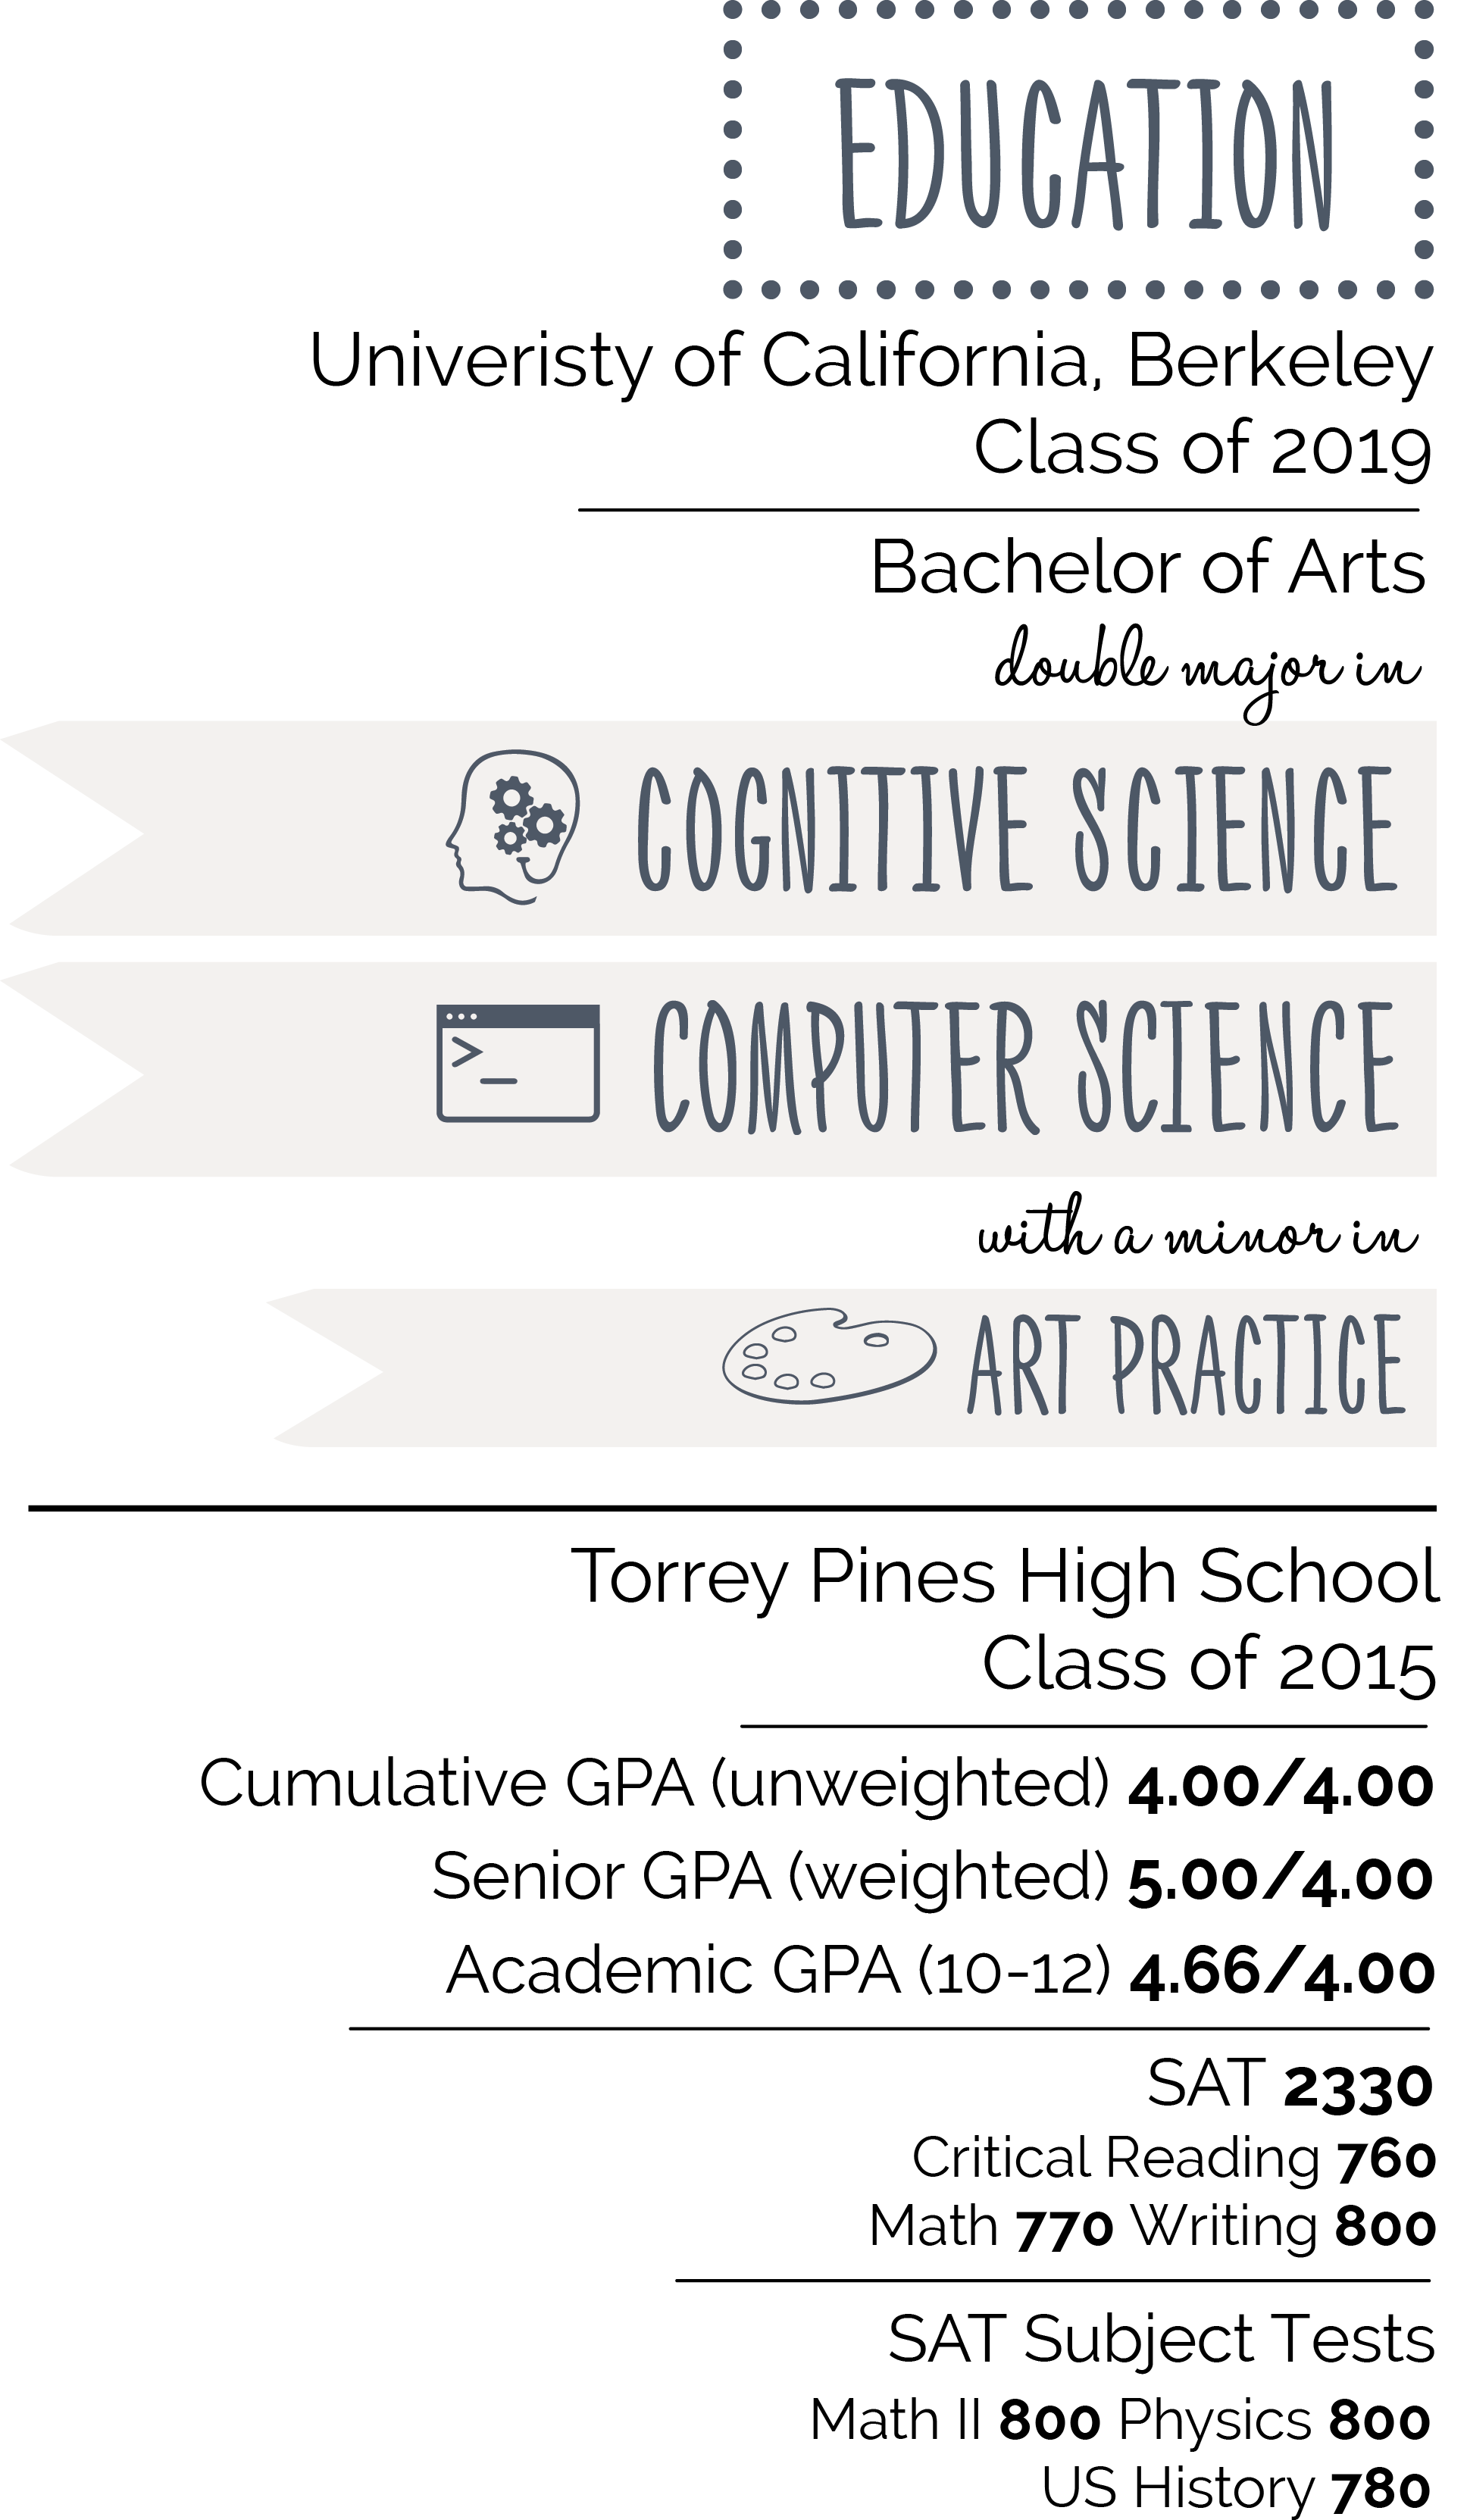 EDUCATION
Univeristy of California, Berkeley
Class of 2019
Bachelor of Arts
double major in
COGNITIVE SCIENCE
>_
COMPUTER SCIENCE
with a minor in
ART PRACTICE
Torrey Pines High School
Class of 2015
Cumulative GPA (unweighted) 4.00/4.00
Senior GPA (weighted) 5.00/4.00
Academic GPA (10-12) 4.66/4.00
SAT 2330
Critical Reading 760
Math 770 Writing 800
SAT Subject Tests
Math II 800 Physics 800
US History 780